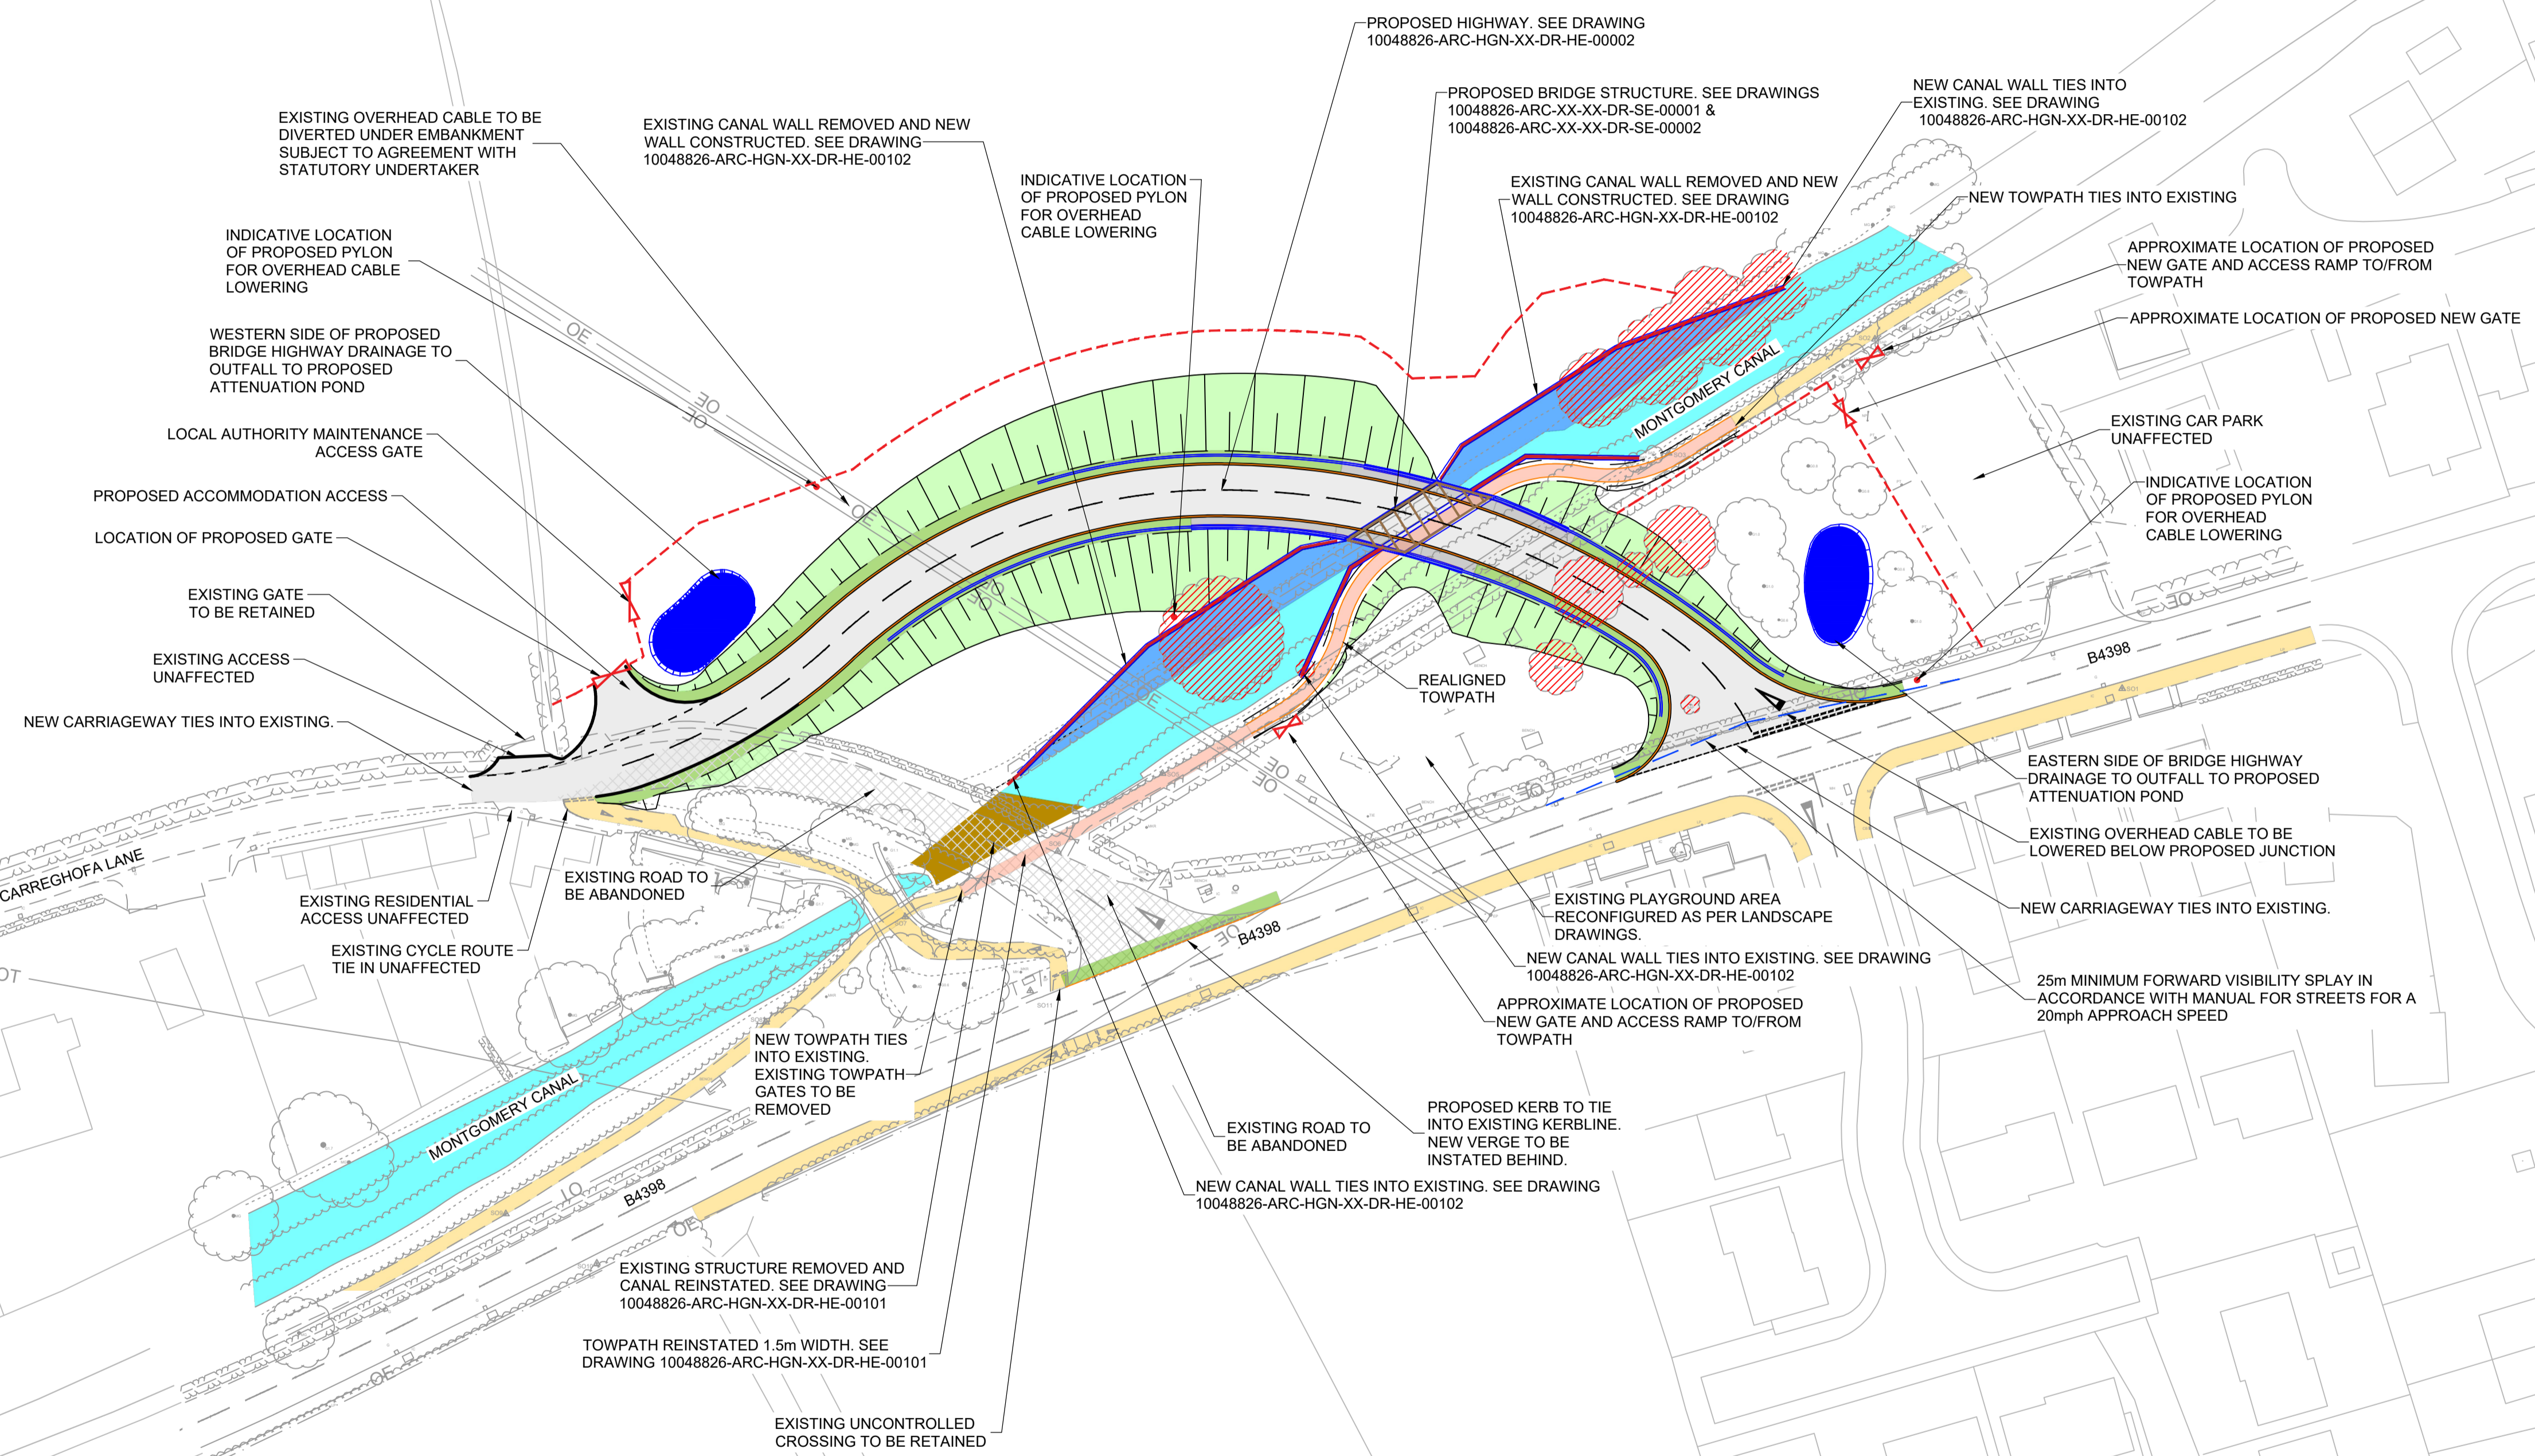 PROPOSED HIGHWAY. SEE DRAWING
10048826-ARC-HGN-XX-DR-HE-00002
PROPOSED BRIDGE STRUCTURE. SEE DRAWINGS
10048826-ARC-XX-XX-DR-SE-00001 &
10048826-ARC-XX-XX-DR-SE-00002
NEW CANAL WALL TIES INTO
EXISTING. SEE DRAWING
10048826-ARC-HGN-XX-DR-HE-00102
EXISTING OVERHEAD CABLE TO BE
DIVERTED UNDER EMBANKMENT
SUBJECT TO AGREEMENT WITH
STATUTORY UNDERTAKER
EXISTING CANAL WALL REMOVED AND NEW
WALL CONSTRUCTED. SEE DRAWING
10048826-ARC-HGN-XX-DR-HE-00102
INDICATIVE LOCATION
OF PROPOSED PYLON
FOR OVERHEAD
CABLE LOWERING
EXISTING CANAL WALL REMOVED AND NEW
WALL CONSTRUCTED. SEE DRAWING
10048826-ARC-HGN-XX-DR-HE-00102
NEW TOWPATH TIES INTO EXISTING
INDICATIVE LOCATION
OF PROPOSED PYLON
FOR OVERHEAD CABLE
LOWERING
APPROXIMATE LOCATION OF PROPOSED
NEW GATE AND ACCESS RAMP TO/FROM
TOWPATH
APPROXIMATE LOCATION OF PROPOSED NEW GATE
WESTERN SIDE OF PROPOSED
BRIDGE HIGHWAY DRAINAGE TO
OUTFALL TO PROPOSED
ATTENUATION POND
OE
OE
OE
OE
OE
OE
OE
MONTGOMERY CANAL
LOCAL AUTHORITY MAINTENANCE
ACCESS GATE
EXISTING CAR PARK
UNAFFECTED
PROPOSED ACCOMMODATION ACCESS
INDICATIVE LOCATION
OF PROPOSED PYLON
FOR OVERHEAD
CABLE LOWERING
LOCATION OF PROPOSED GATE
EXISTING GATE
TO BE RETAINED
OE
EXISTING ACCESS
UNAFFECTED
B4398
OE
REALIGNED
TOWPATH
NEW CARRIAGEWAY TIES INTO EXISTING.
SO1
OE
OE
OE
EASTERN SIDE OF BRIDGE HIGHWAY
DRAINAGE TO OUTFALL TO PROPOSED
ATTENUATION POND
EXISTING OVERHEAD CABLE TO BE
LOWERED BELOW PROPOSED JUNCTION
CARREGHOFA LANE
EXISTING ROAD TO
BE ABANDONED
EXISTING RESIDENTIAL
ACCESS UNAFFECTED
EXISTING PLAYGROUND AREA
RECONFIGURED AS PER LANDSCAPE
DRAWINGS.
NEW CARRIAGEWAY TIES INTO EXISTING.
OE
B4398
EXISTING CYCLE ROUTE
TIE IN UNAFFECTED
NEW CANAL WALL TIES INTO EXISTING. SEE DRAWING
10048826-ARC-HGN-XX-DR-HE-00102
OT
25m MINIMUM FORWARD VISIBILITY SPLAY IN
ACCORDANCE WITH MANUAL FOR STREETS FOR A
20mph APPROACH SPEED
SO11
APPROXIMATE LOCATION OF PROPOSED
NEW GATE AND ACCESS RAMP TO/FROM
TOWPATH
NEW TOWPATH TIES
INTO EXISTING.
EXISTING TOWPATH
GATES TO BE
REMOVED
MONTGOMERY CANAL
PROPOSED KERB TO TIE
INTO EXISTING KERBLINE.
NEW VERGE TO BE
INSTATED BEHIND.
EXISTING ROAD TO
BE ABANDONED
OT
B4398
NEW CANAL WALL TIES INTO EXISTING. SEE DRAWING
10048826-ARC-HGN-XX-DR-HE-00102
OE
EXISTING STRUCTURE REMOVED AND
CANAL REINSTATED. SEE DRAWING
10048826-ARC-HGN-XX-DR-HE-00101
TOWPATH REINSTATED 1.5m WIDTH. SEE
DRAWING 10048826-ARC-HGN-XX-DR-HE-00101
OE
EXISTING UNCONTROLLED
CROSSING TO BE RETAINED